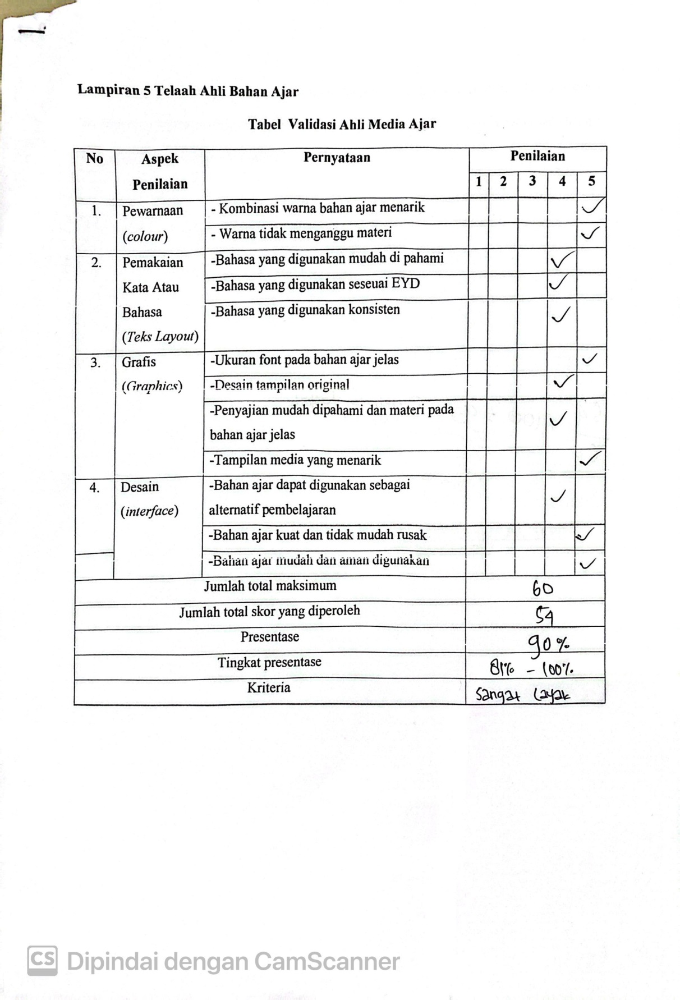 Lampiran 5 Telaah Ahli Bahan Ajar
Tabel Validasi Ahli Media Ajar
No Aspek Penilaian Pernyataan Penilaian
1 2 3 4 5
1. Pewarnaan - Kombinasi warna bahan ajar menarik ✓
(colour) - Warna tidak menganggu materi ✓
2. Pemakaian -Bahasa yang digunakan mudah di pahami ✓
Kata Atau -Bahasa yang digunakan seseuai EYD ✓
Bahasa -Bahasa yang digunakan konsisten ✓
(Teks Layout)
3. Grafis -Ukuran font pada bahan ajar jelas ✓
(Graphics) -Desain tampilan original ✓
-Penyajian mudah dipahami dan materi pada
bahan ajar jelas ✓
-Tampilan media yang menarik ✓
4. Desain -Bahan ajar dapat digunakan sebagai
(interface) alternatif pembelajaran ✓
-Bahan ajar kuat dan tidak mudah rusak ✓
-Bahan ajar mudah dan aman digunakan ✓
Jumlah total maksimum 60
Jumlah total skor yang diperoleh 54
Presentase 90%
Tingkat presentase 81% - 100%
Kriteria Sangat Layak
CS Dipindai dengan CamScanner